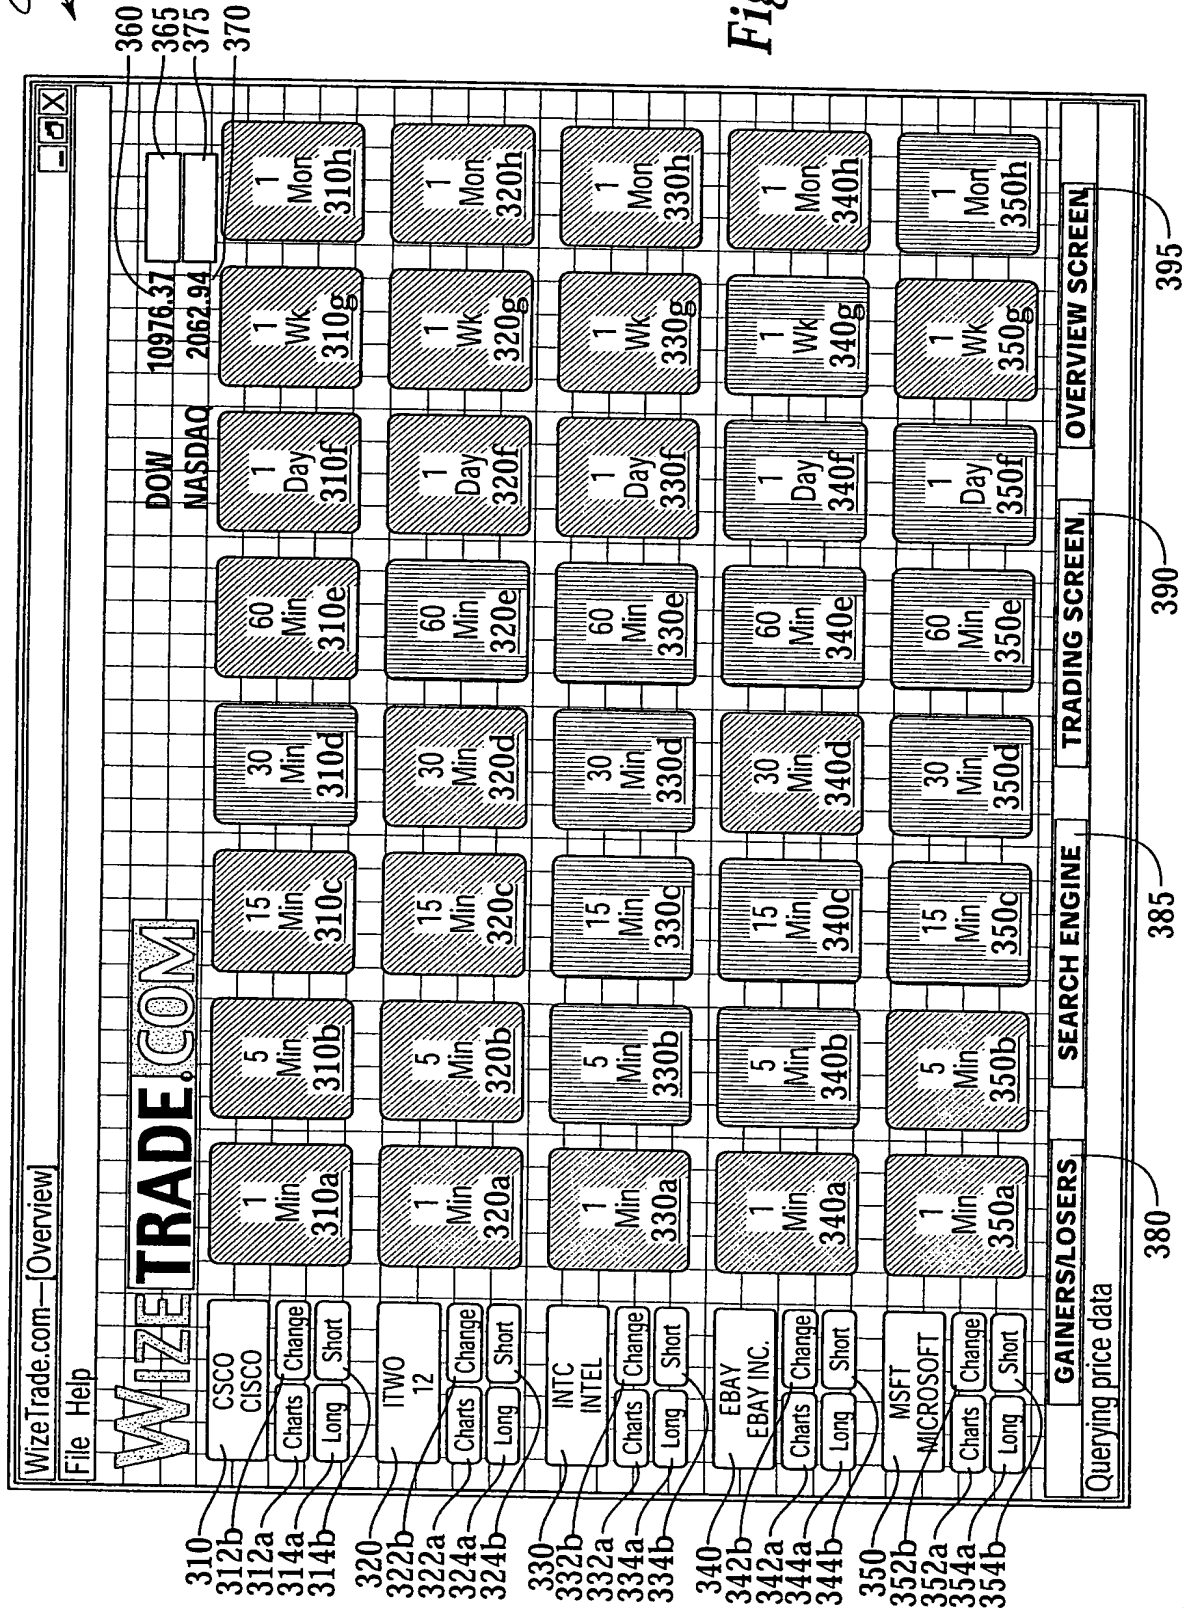 WizeTrade.com—[Overview]
File Help
WIZETRADE.COM
DOW 10976.37
NASDAQ 2062.94
360
365
375
370
CSCO
CISCO
Charts Change
Long Short
1 Min 310a
5 Min 310b
15 Min 310c
30 Min 310d
60 Min 310e
1 Day 310f
1 Wk 310g
1 Mon 310h
310
312b
312a
314a
314b
ITWO
12
Charts Change
Long Short
1 Min 320a
5 Min 320b
15 Min 320c
30 Min 320d
60 Min 320e
1 Day 320f
1 Wk 320g
1 Mon 320h
320
322b
322a
324a
324b
INTC
INTEL
Charts Change
Long Short
1 Min 330a
5 Min 330b
15 Min 330c
30 Min 330d
60 Min 330e
1 Day 330f
1 Wk 330g
1 Mon 330h
330
332b
332a
334a
334b
EBAY
EBAY INC.
Charts Change
Long Short
1 Min 340a
5 Min 340b
15 Min 340c
30 Min 340d
60 Min 340e
1 Day 340f
1 Wk 340g
1 Mon 340h
340
342b
342a
344a
344b
MSFT
MICROSOFT
Charts Change
Long Short
1 Min 350a
5 Min 350b
15 Min 350c
30 Min 350d
60 Min 350e
1 Day 350f
1 Wk 350g
1 Mon 350h
350
352b
352a
354a
354b
GAINERS/LOSERS SEARCH ENGINE TRADING SCREEN OVERVIEW SCREEN
Querying price data
380 385 390 395